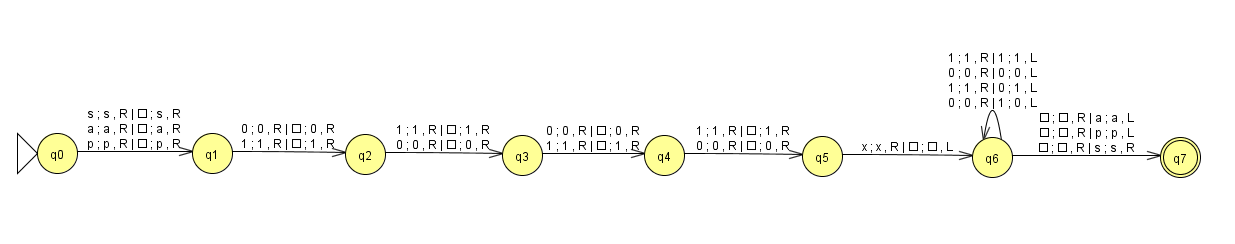 1 ; 1 , R | 1 ; 1 , L
0 ; 0 , R | 0 ; 0 , L
1 ; 1 , R | 0 ; 1 , L
0 ; 0 , R | 1 ; 0 , L
s ; s , R | □ ; s , R
a ; a , R | □ ; a , R
p ; p , R | □ ; p , R
0 ; 0 , R | □ ; 0 , R
1 ; 1 , R | □ ; 1 , R
1 ; 1 , R | □ ; 1 , R
0 ; 0 , R | □ ; 0 , R
0 ; 0 , R | □ ; 0 , R
1 ; 1 , R | □ ; 1 , R
1 ; 1 , R | □ ; 1 , R
0 ; 0 , R | □ ; 0 , R
x ; x , R | □ ; □ , L
□ ; □ , R | a ; a , L
□ ; □ , R | p ; p , L
□ ; □ , R | s ; s , R
q0
q1
q2
q3
q4
q5
q6
q7